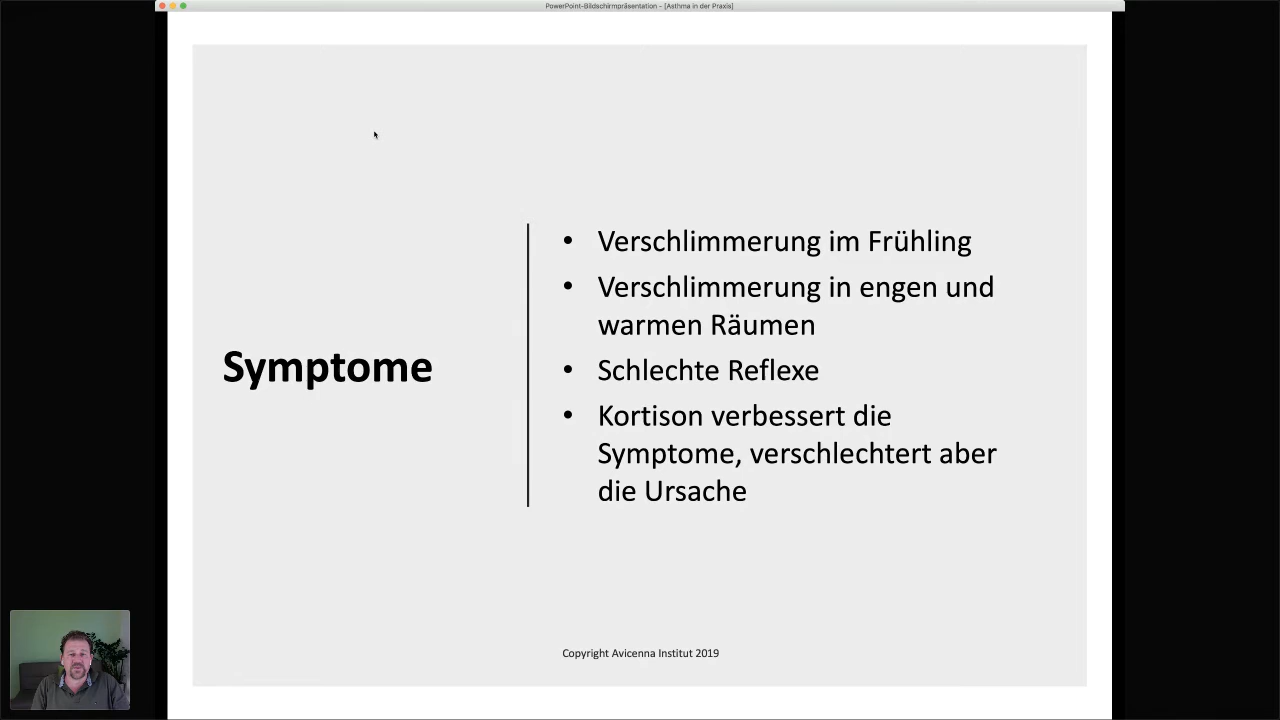 PowerPoint-Bildschirmpräsentation - [Asthma in der Praxis]
Symptome
• Verschlimmerung im Frühling
• Verschlimmerung in engen und
warmen Räumen
• Schlechte Reflexe
• Kortison verbessert die
Symptome, verschlechtert aber
die Ursache
Copyright Avicenna Institut 2019